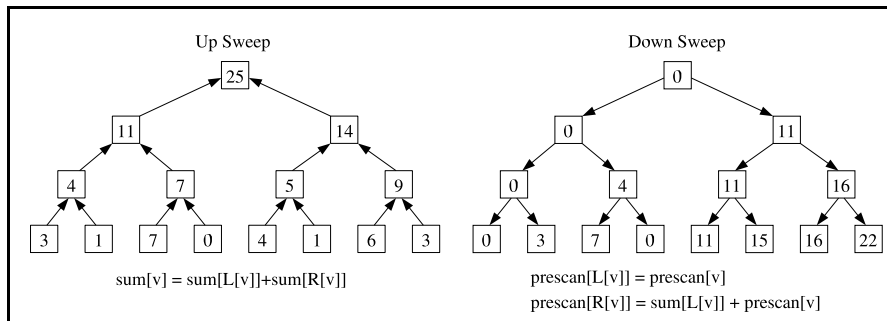 Up Sweep Down Sweep
25 0
11 14 0 11
4 7 5 9 0 4 11 16
3 1 7 0 4 1 6 3 0 3 7 0 11 15 16 22
sum[v] = sum[L[v]]+sum[R[v]]
prescan[L[v]] = prescan[v]
prescan[R[v]] = sum[L[v]] + prescan[v]